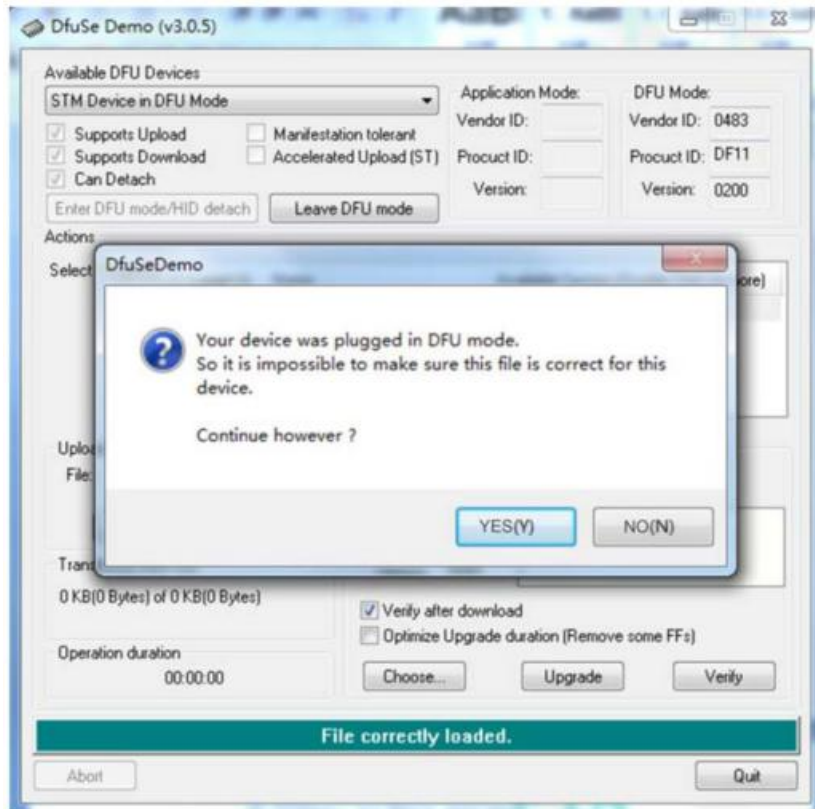 DfuSe Demo (v3.0.5)
Available DFU Devices
STM Device in DFU Mode
Supports Upload
Manifestation tolerant
Supports Download
Accelerated Upload (ST)
Can Detach
Enter DFU mode/HID detach
Leave DFU mode
Application Mode:
Vendor ID:
Procuct ID:
Version:
DFU Mode:
Vendor ID: 0483
Procuct ID: DF11
Version: 0200
Actions
Select
ore)
DfuSeDemo
Your device was plugged in DFU mode.
So it is impossible to make sure this file is correct for this
device.
Continue however ?
YES(Y)
NO(N)
Uploa
File:
Trans
0 KB(0 Bytes) of 0 KB(0 Bytes)
Operation duration
00:00:00
Verify after download
Optimize Upgrade duration (Remove some FFs)
Choose...
Upgrade
Verify
File correctly loaded.
Abort
Quit